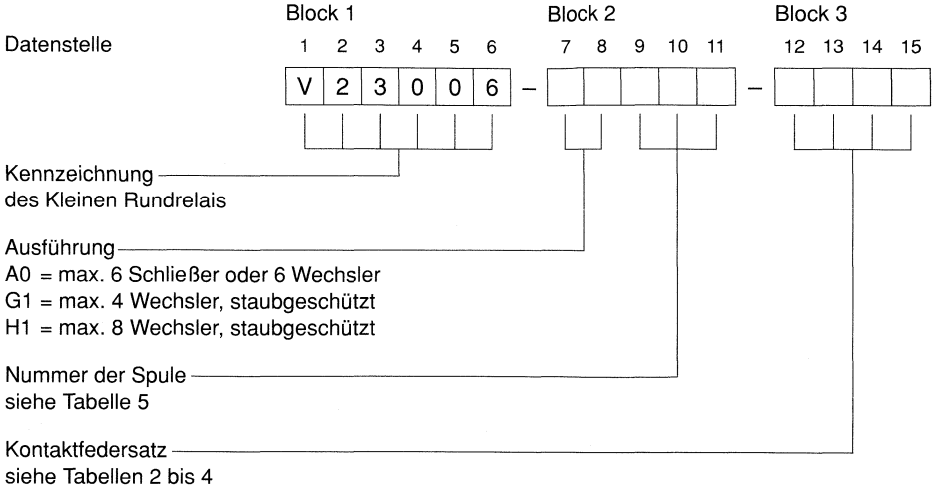 Block 1 Block 2 Block 3
Datenstelle 1 2 3 4 5 6 7 8 9 10 11 12 13 14 15
V 2 3 0 0 6 – –
Kennzeichnung
des Kleinen Rundrelais
Ausführung
A0 = max. 6 Schließer oder 6 Wechsler
G1 = max. 4 Wechsler, staubgeschützt
H1 = max. 8 Wechsler, staubgeschützt
Nummer der Spule
siehe Tabelle 5
Kontaktfedersatz
siehe Tabellen 2 bis 4